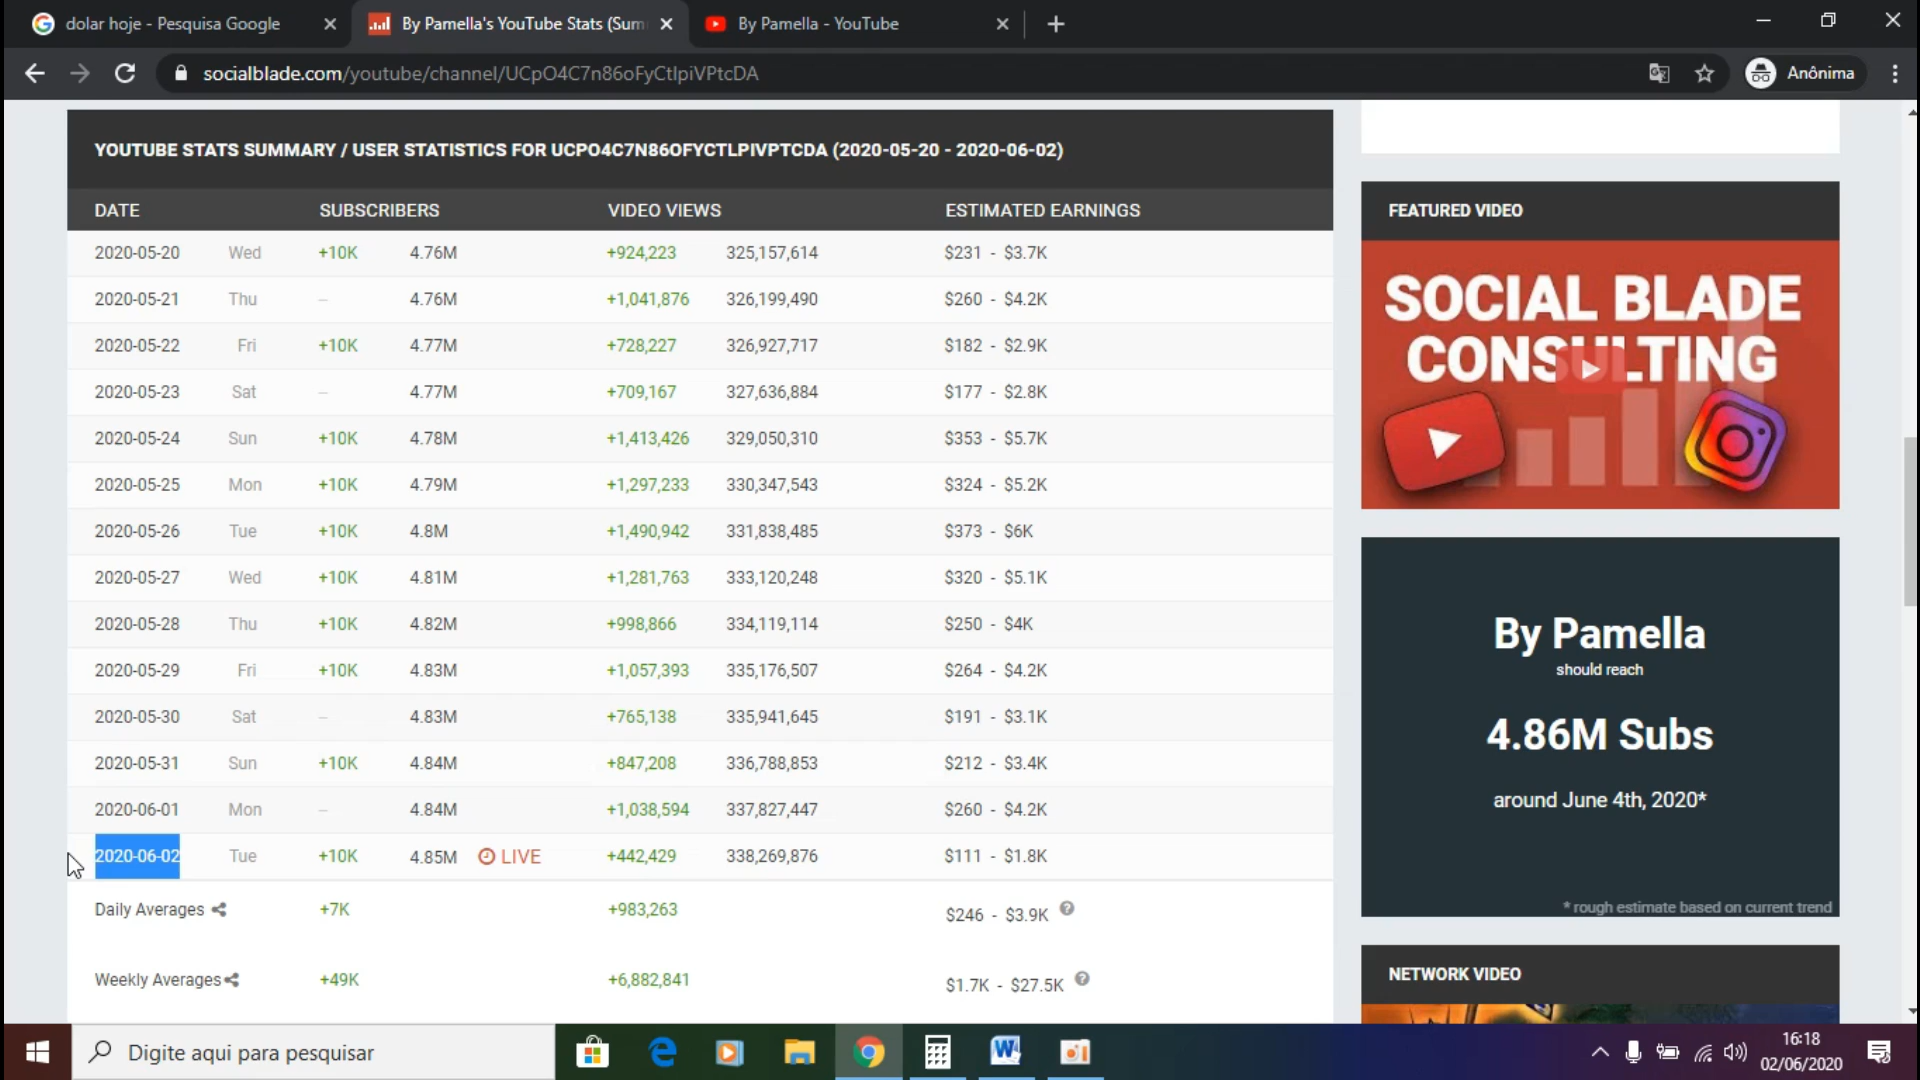 dolar hoje - Pesquisa Google
By Pamella's YouTube Stats (Sum
By Pamella - YouTube
socialblade.com/youtube/channel/UCpO4C7n86oFyCtlpiVPtcDA
Anônima
YOUTUBE STATS SUMMARY / USER STATISTICS FOR UCPO4C7N86OFYCTLPIVPTCDA (2020-05-20 - 2020-06-02)
DATE SUBSCRIBERS VIDEO VIEWS ESTIMATED EARNINGS
2020-05-20 Wed +10K 4.76M +924,223 325,157,614 $231 - $3.7K
2020-05-21 Thu – 4.76M +1,041,876 326,199,490 $260 - $4.2K
2020-05-22 Fri +10K 4.77M +728,227 326,927,717 $182 - $2.9K
2020-05-23 Sat – 4.77M +709,167 327,636,884 $177 - $2.8K
2020-05-24 Sun +10K 4.78M +1,413,426 329,050,310 $353 - $5.7K
2020-05-25 Mon +10K 4.79M +1,297,233 330,347,543 $324 - $5.2K
2020-05-26 Tue +10K 4.8M +1,490,942 331,838,485 $373 - $6K
2020-05-27 Wed +10K 4.81M +1,281,763 333,120,248 $320 - $5.1K
2020-05-28 Thu +10K 4.82M +998,866 334,119,114 $250 - $4K
2020-05-29 Fri +10K 4.83M +1,057,393 335,176,507 $264 - $4.2K
2020-05-30 Sat – 4.83M +765,138 335,941,645 $191 - $3.1K
2020-05-31 Sun +10K 4.84M +847,208 336,788,853 $212 - $3.4K
2020-06-01 Mon – 4.84M +1,038,594 337,827,447 $260 - $4.2K
2020-06-02 Tue +10K 4.85M LIVE +442,429 338,269,876 $111 - $1.8K
Daily Averages +7K +983,263 $246 - $3.9K
Weekly Averages +49K +6,882,841 $1.7K - $27.5K
FEATURED VIDEO
SOCIAL BLADE
CONSULTING
By Pamella
should reach
4.86M Subs
around June 4th, 2020*
* rough estimate based on current trend
NETWORK VIDEO
Digite aqui para pesquisar
16:18
02/06/2020